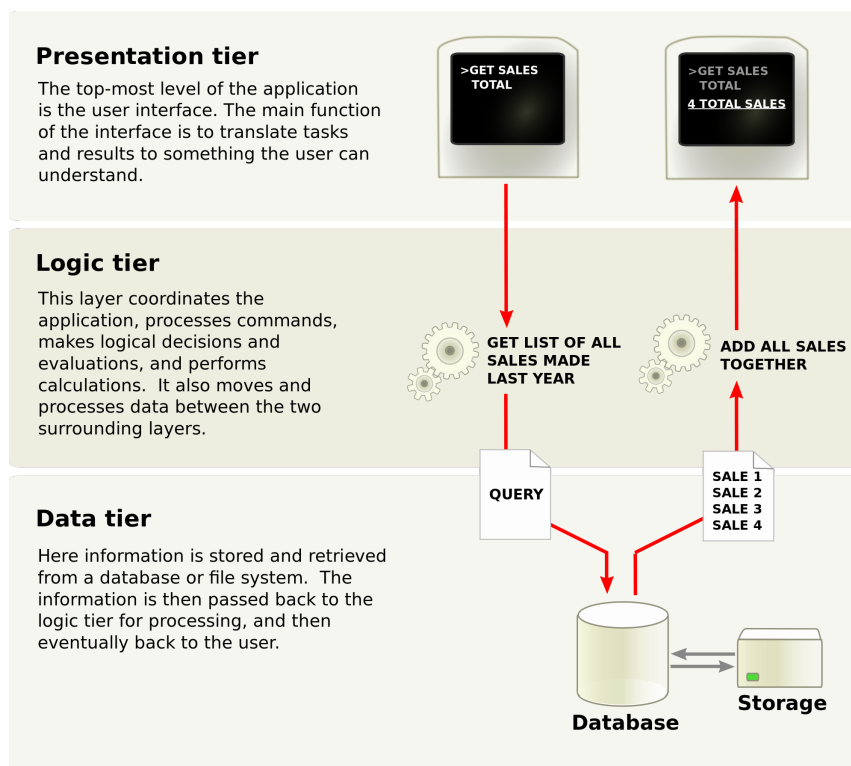 Presentation tier
The top-most level of the application
is the user interface. The main function
of the interface is to translate tasks
and results to something the user can
understand.
>GET SALES
TOTAL
>GET SALES
TOTAL
4 TOTAL SALES
Logic tier
This layer coordinates the
application, processes commands,
makes logical decisions and
evaluations, and performs
calculations.  It also moves and
processes data between the two
surrounding layers.
GET LIST OF ALL
SALES MADE
LAST YEAR
ADD ALL SALES
TOGETHER
QUERY
SALE 1
SALE 2
SALE 3
SALE 4
Data tier
Here information is stored and retrieved
from a database or file system.  The
information is then passed back to the
logic tier for processing, and then
eventually back to the user.
Database
Storage